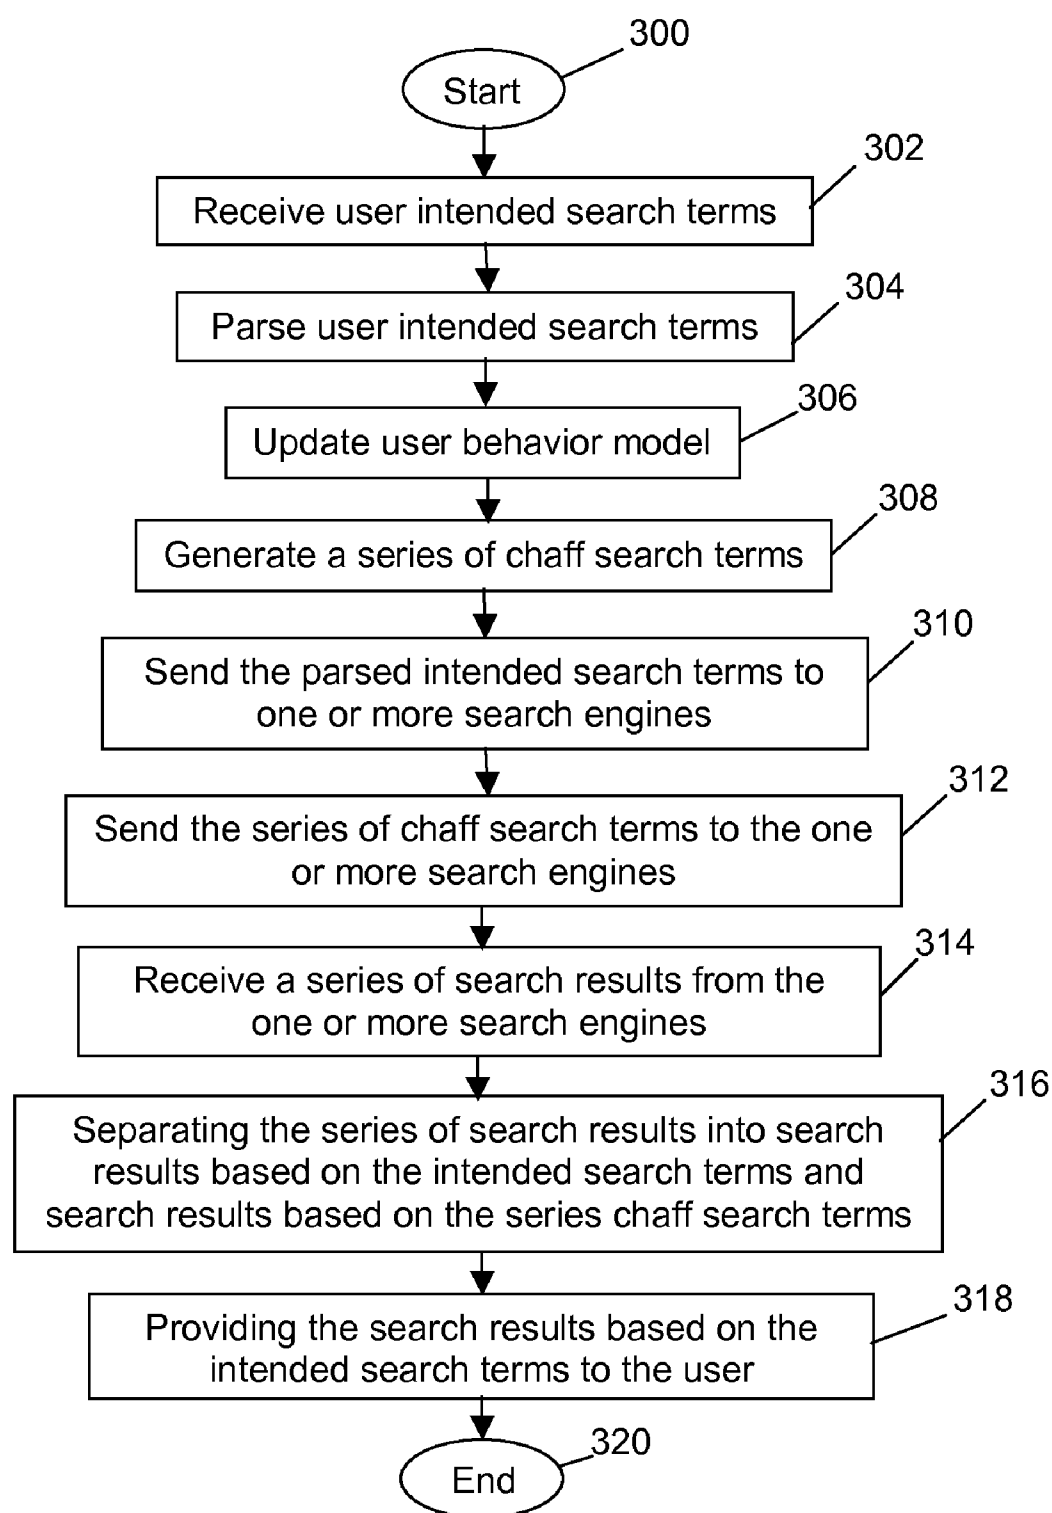 300
Start
302
Receive user intended search terms
304
Parse user intended search terms
306
Update user behavior model
308
Generate a series of chaff search terms
310
Send the parsed intended search terms to
one or more search engines
312
Send the series of chaff search terms to the one
or more search engines
314
Receive a series of search results from the
one or more search engines
316
Separating the series of search results into search
results based on the intended search terms and
search results based on the series chaff search terms
318
Providing the search results based on the
intended search terms to the user
320
End